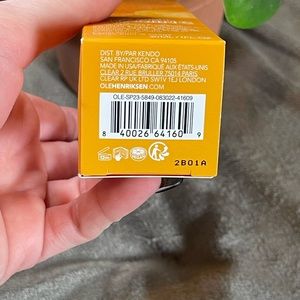 DIST. BY/PAR KENDO
SAN FRANCISCO CA 94105
MADE IN USA/FABRIQUÉ AUX ÉTATS-UNIS
CLEAR 2 RUE BRULLER 75014 PARIS
CLEAR RP UK LTD SW1V 1EJ LONDON
OLEHENRIKSEN.COM
OLE-SP23-5849-083022-41609
8 40026 64160 9
2B01A